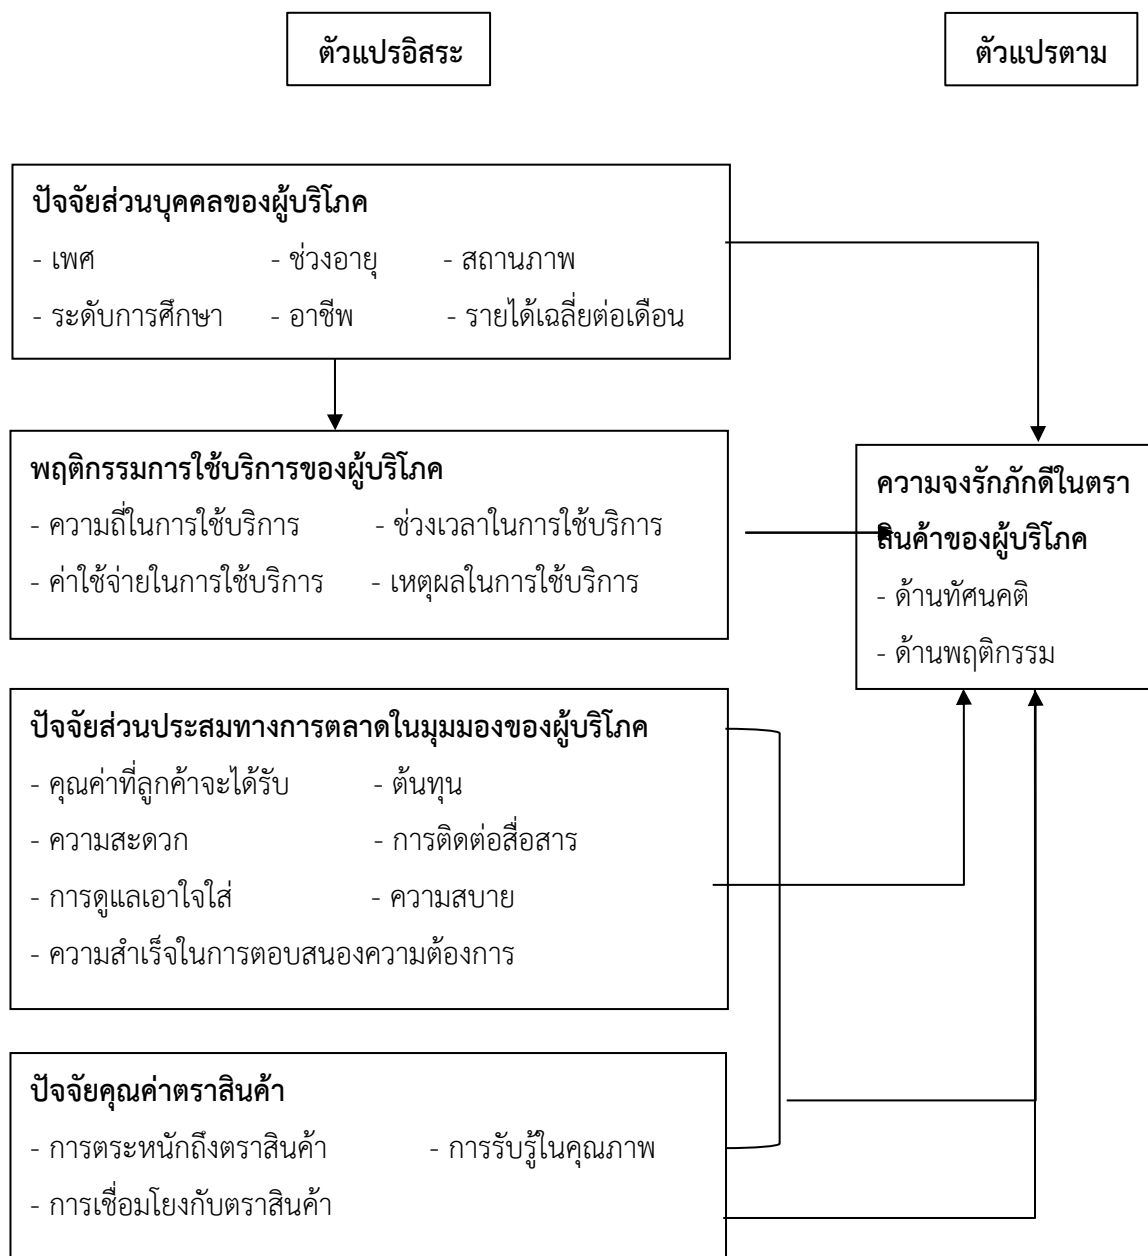 ตัวแปรอิสระ
ตัวแปรตาม
ปัจจัยส่วนบุคคลของผู้บริโภค
- เพศ - ช่วงอายุ - สถานภาพ
- ระดับการศึกษา - อาชีพ - รายได้เฉลี่ยต่อเดือน
พฤติกรรมการใช้บริการของผู้บริโภค
- ความถี่ในการใช้บริการ - ช่วงเวลาในการใช้บริการ
- ค่าใช้จ่ายในการใช้บริการ - เหตุผลในการใช้บริการ
ความจงรักภักดีในตรา
สินค้าของผู้บริโภค
- ด้านทัศนคติ
- ด้านพฤติกรรม
ปัจจัยส่วนประสมทางการตลาดในมุมมองของผู้บริโภค
- คุณค่าที่ลูกค้าจะได้รับ - ต้นทุน
- ความสะดวก - การติดต่อสื่อสาร
- การดูแลเอาใจใส่ - ความสบาย
- ความสำเร็จในการตอบสนองความต้องการ
ปัจจัยคุณค่าตราสินค้า
- การตระหนักถึงตราสินค้า - การรับรู้ในคุณภาพ
- การเชื่อมโยงกับตราสินค้า